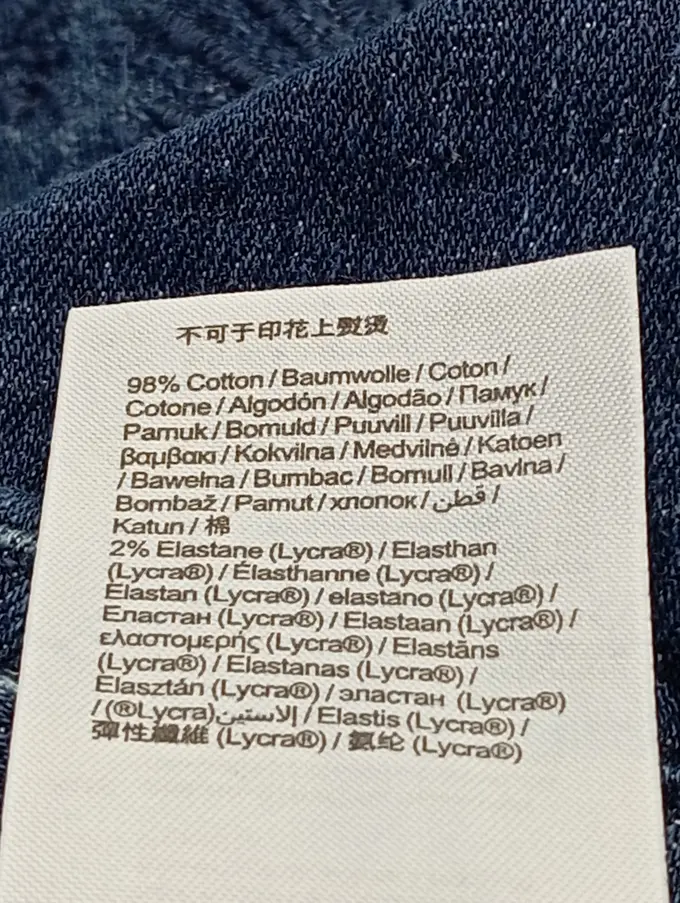 不可于印花上熨燙
98% Cotton / Baumwolle / Coton /
Cotone / Algodón / Algodão / Памук /
Pamuk / Bomuld / Puuvill / Puuvilla /
βαμβακι / Kokvilna / Medvilnė / Katoen
/ Bawełna / Bumbac / Bomull / Bavlna /
Bombaž / Pamut / хлопок / قطن /
Katun / 棉
2% Elastane (Lycra®) / Elasthan
(Lycra®) / Élasthanne (Lycra®) /
Elastan (Lycra®) / elastano (Lycra®) /
Еластан (Lycra®) / Elastaan (Lycra®) /
ελαστομερής (Lycra®) / Elastāns
(Lycra®) / Elastanas (Lycra®) /
Elasztán (Lycra®) / эластан (Lycra®)
/ (®Lycra)إلاستين / Elastis (Lycra®) /
彈性纖維 (Lycra®) / 氨纶 (Lycra®)